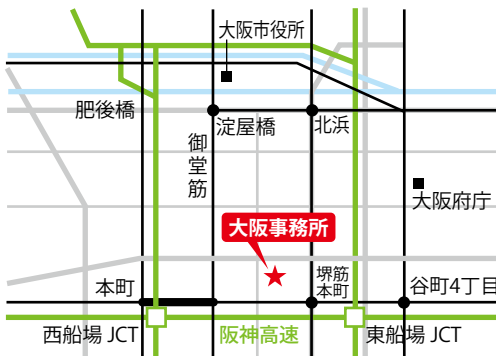 大阪市役所
肥後橋
淀屋橋
北浜
御堂筋
大阪府庁
大阪事務所
本町
堺筋
本町
谷町4丁目
西船場 JCT
阪神高速
東船場 JCT